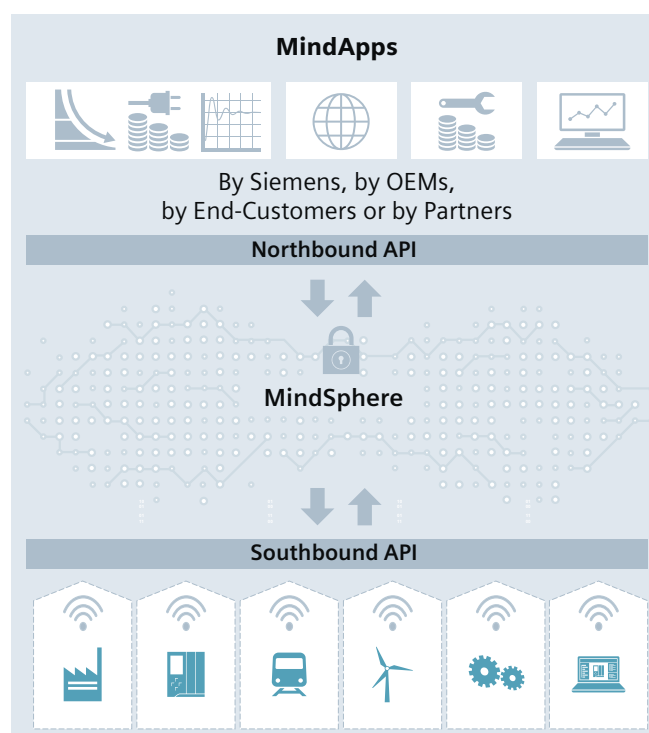 MindApps
By Siemens, by OEMs,
by End-Customers or by Partners
Northbound API
MindSphere
Southbound API